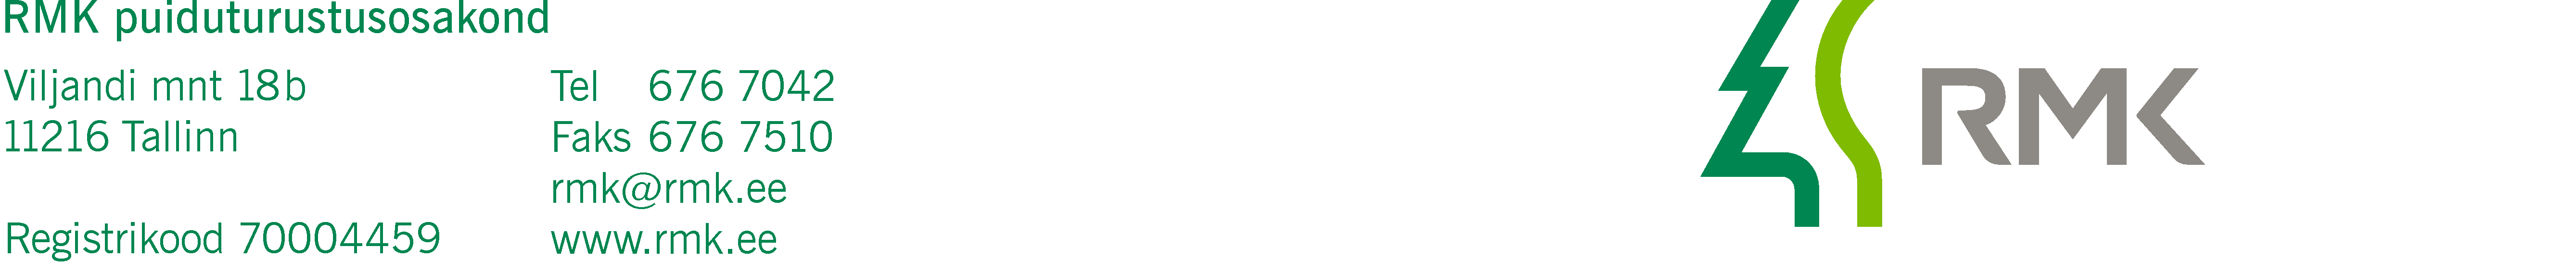 RMK puiduturustusosakond
Viljandi mnt 18b
11216 Tallinn
Registrikood 70004459
Tel 676 7042
Faks 676 7510
rmk@rmk.ee
www.rmk.ee
RMK